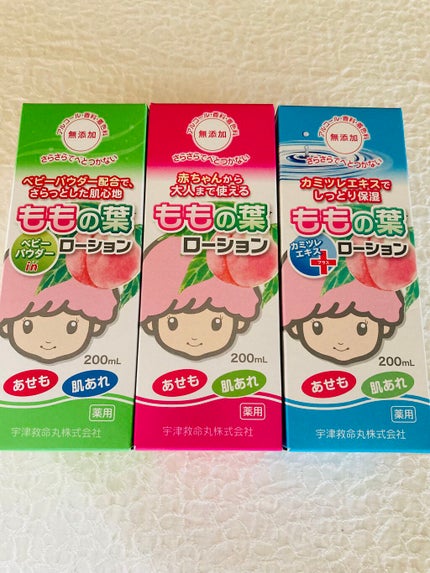 アルコール・香料・着色料
無添加
さらさらでべとつかない
ベビーパウダー配合で、
さらっとした肌心地
ももの葉
ベビー
パウダー
in
ローション
200mL
あせも
肌あれ
薬用
宇津救命丸株式会社
アルコール・香料・着色料
無添加
さらさらでべとつかない
赤ちゃんから
大人まで使える
ももの葉
ローション
200mL
あせも
肌あれ
薬用
宇津救命丸株式会社
アルコール・香料・着色料
無添加
さらさらでべとつかない
カミツレエキスで
しっとり保湿
ももの葉
カミツレ
エキス
プラス
ローション
200mL
あせも
肌あれ
薬用
宇津救命丸株式会社